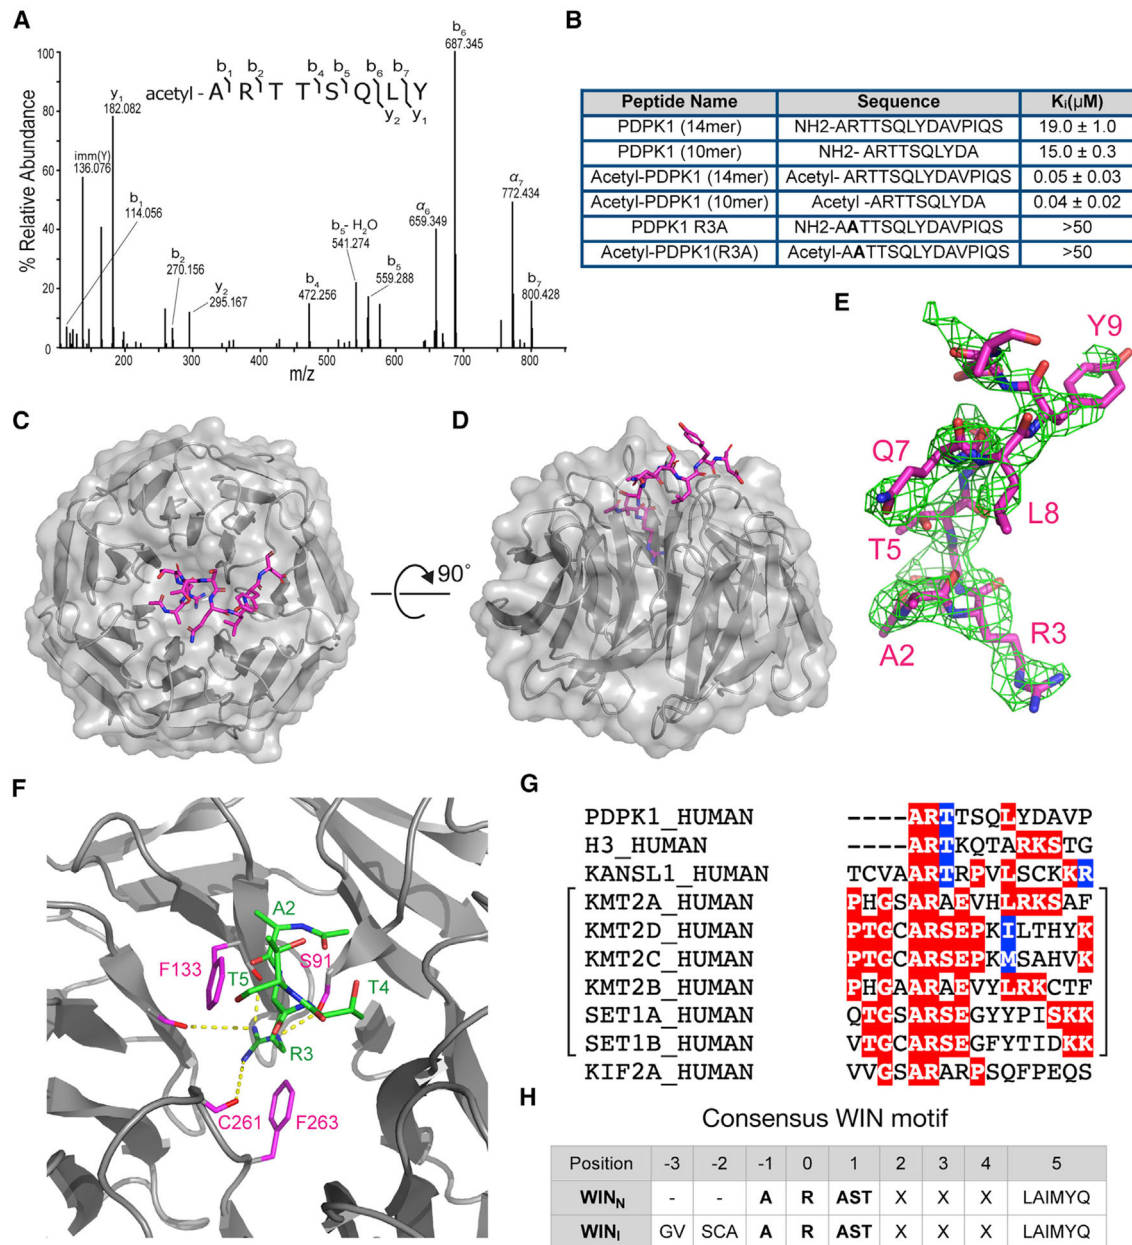 A
% Relative Abundance
100
80
60
40
20
0
200
300
400
500
600
700
800
m/z
acetyl - A R T T S Q L Y
b1 b2 b4 b5 b6 b7
y2 y1
imm(Y)
136.076
y1
182.082
b1
114.056
b2
270.156
y2
295.167
b4
472.256
b5- H2O
541.274
b5
559.288
α6
659.349
b6
687.345
α7
772.434
b7
800.428
B
Peptide Name Sequence Ki(μM)
PDPK1 (14mer) NH2-ARTTSQLYDAVPIQS 19.0 ± 1.0
PDPK1 (10mer) NH2- ARTTSQLYDA 15.0 ± 0.3
Acetyl-PDPK1 (14mer) Acetyl- ARTTSQLYDAVPIQS 0.05 ± 0.03
Acetyl-PDPK1 (10mer) Acetyl -ARTTSQLYDA 0.04 ± 0.02
PDPK1 R3A NH2-AATTSQLYDAVPIQS >50
Acetyl-PDPK1(R3A) Acetyl-AATTSQLYDAVPIQS >50
C
90°
D
E
Y9
Q7
L8
T5
R3
A2
F
A2
S91
F133
T5
T4
R3
C261
F263
G
PDPK1_HUMAN ----ARTTSQLYDAVP
H3_HUMAN ----ARTKQTARKSTG
KANSL1_HUMAN TCVAARTRPVLSCKKR
KMT2A_HUMAN PHGSARAEVHLRKSAF
KMT2D_HUMAN PTGCARSEPKILTHYK
KMT2C_HUMAN PTGCARSEPKMSAHVK
KMT2B_HUMAN PHGAARAEVYLRKCTF
SET1A_HUMAN QTGSARSEGYYPISKK
SET1B_HUMAN VTGCARSEGFYTIDKK
KIF2A_HUMAN VVGSARARPSQFPEQS
H
Consensus WIN motif
Position -3 -2 -1 0 1 2 3 4 5
WINN - - A R AST X X X LAIMYQ
WINI GV SCA A R AST X X X LAIMYQ